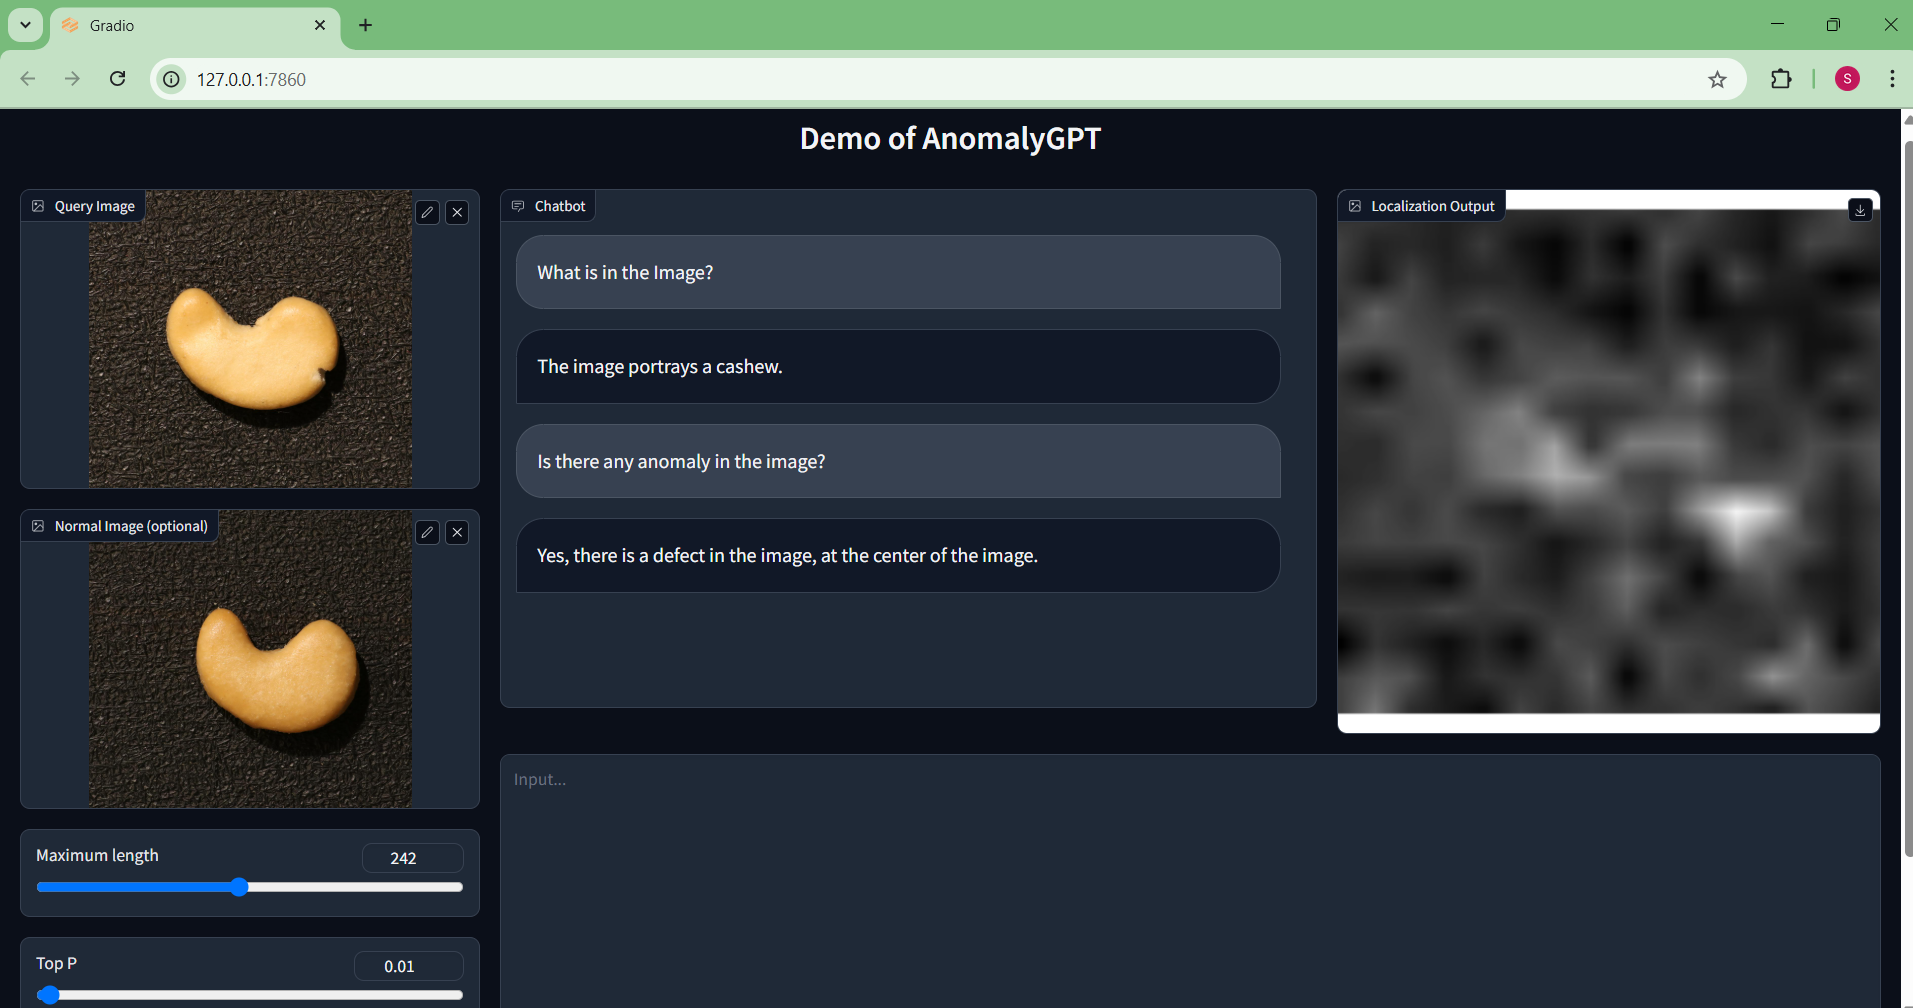 Gradio
127.0.0.1:7860
S
Demo of AnomalyGPT
Query Image
Chatbot
What is in the Image?
The image portrays a cashew.
Is there any anomaly in the image?
Yes, there is a defect in the image, at the center of the image.
Localization Output
Normal Image (optional)
Input...
Maximum length
242
Top P
0.01